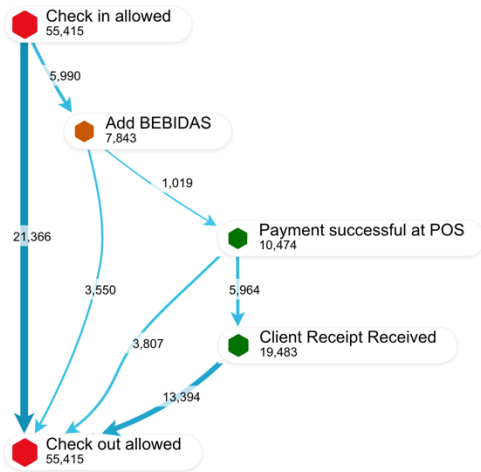 Check in allowed
55,415
5,990
Add BEBIDAS
7,843
1,019
Payment successful at POS
10,474
21,366
3,550
5,964
3,807
Client Receipt Received
19,483
13,394
Check out allowed
55,415